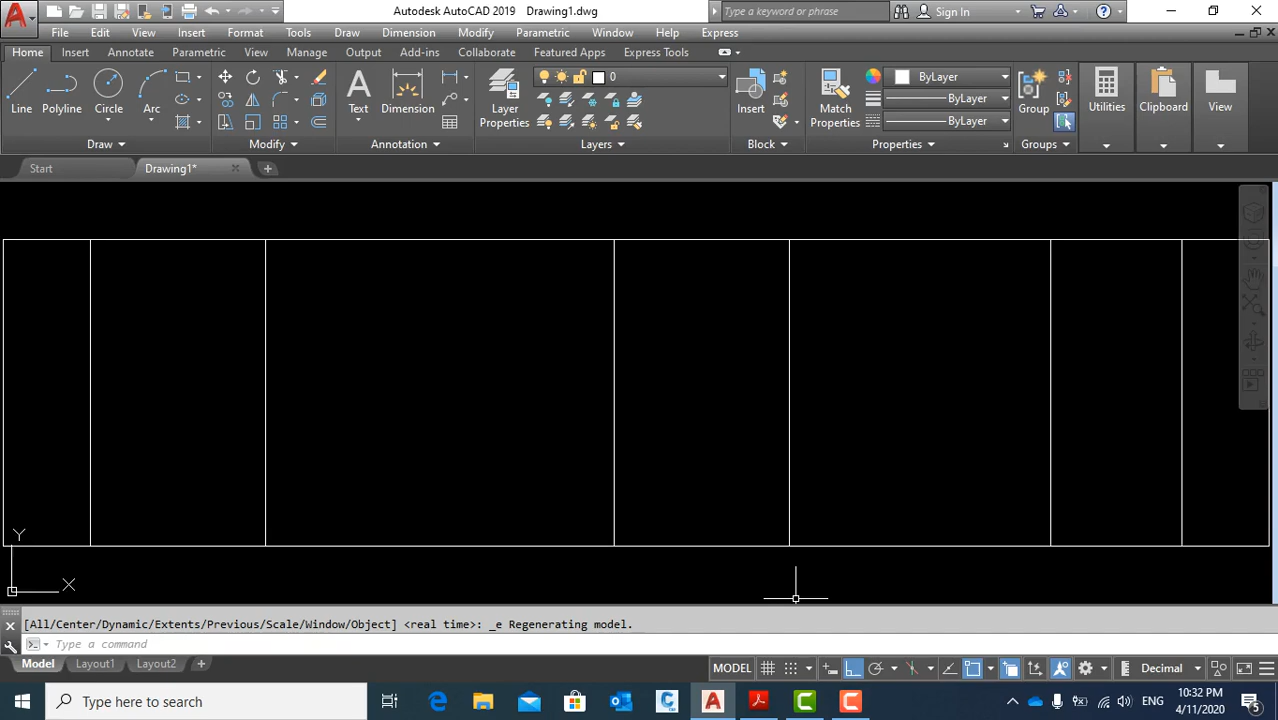 Autodesk AutoCAD 2019 Drawing1.dwg
Type a keyword or phrase
Sign In
File Edit View Insert Format Tools Draw Dimension Modify Parametric Window Help Express
Home Insert Annotate Parametric View Manage Output Add-ins Collaborate Featured Apps Express Tools
0
ByLayer
ByLayer
ByLayer
Line Polyline Circle Arc
Text Dimension
Layer
Properties
Insert
Match
Properties
Group
Utilities
Clipboard
View
Draw Modify Annotation Layers Block Properties Groups
Start Drawing1*
Y
X
[All/Center/Dynamic/Extents/Previous/Scale/Window/Object] <real time>: _e Regenerating model.
Type a command
Model Layout1 Layout2
MODEL
Decimal
Type here to search
ENG
10:32 PM
4/11/2020
5